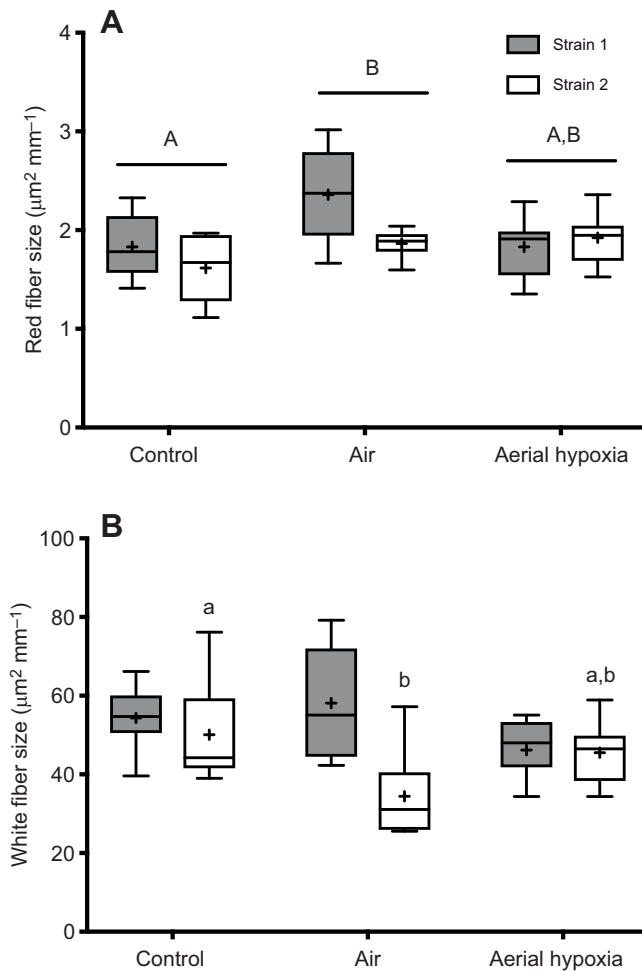 A
4
3
2
1
0
Red fiber size (μm² mm⁻¹)
Strain 1
Strain 2
A
B
A,B
Control
Air
Aerial hypoxia
B
100
80
60
40
20
0
White fiber size (μm² mm⁻¹)
a
b
a,b
Control
Air
Aerial hypoxia